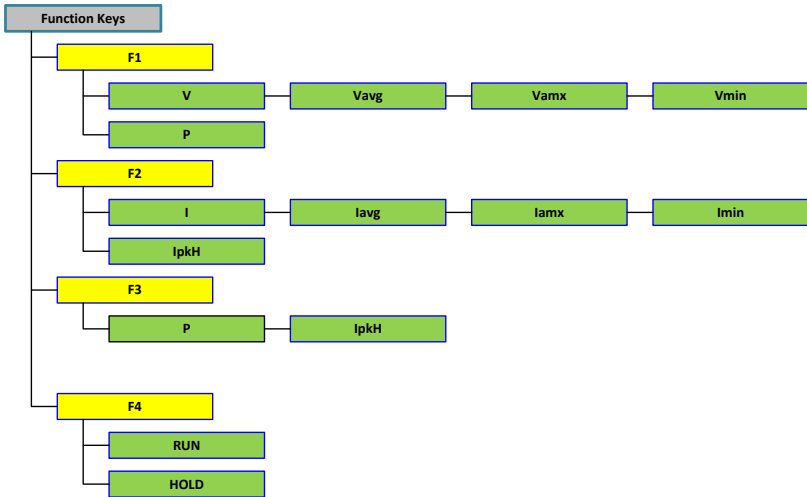 Function Keys
F1
V Vavg Vamx Vmin
P
F2
I Iavg Iamx Imin
IpkH
F3
P IpkH
F4
RUN
HOLD